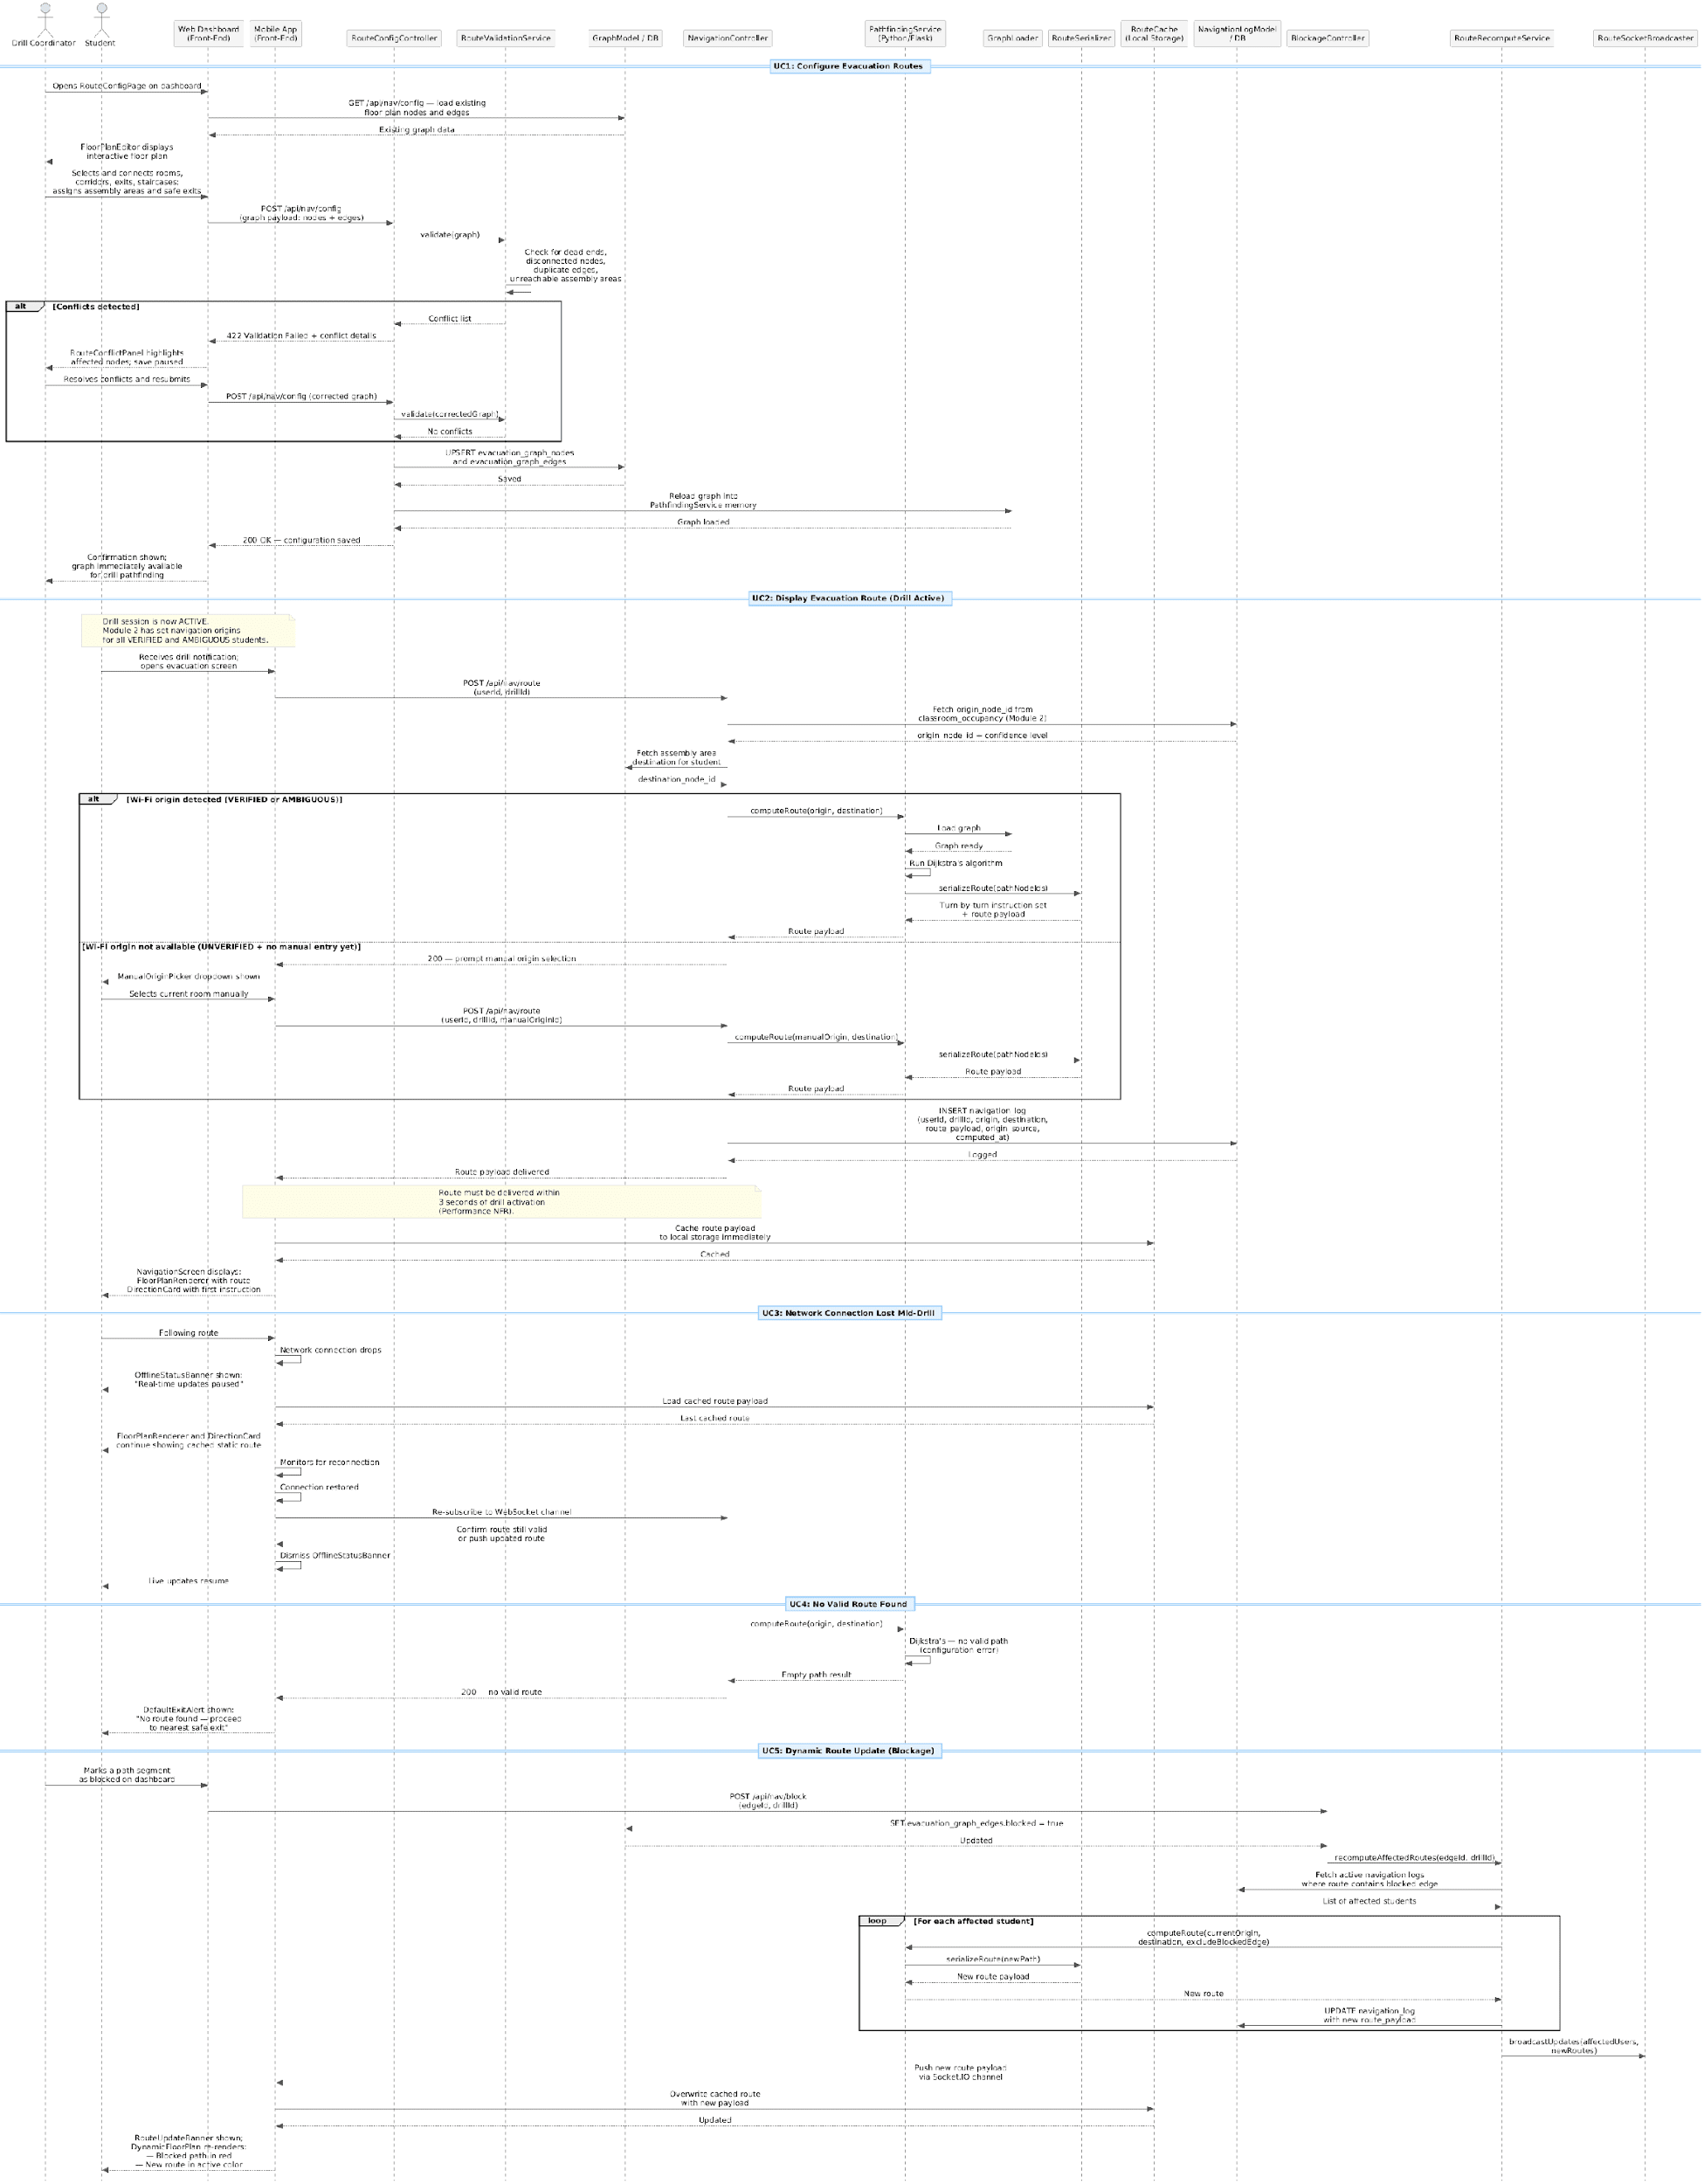 Drill Coordinator
Student
Web Dashboard
(Front-End)
Mobile App
(Front-End)
RouteConfigController
RouteValidationService
GraphModel / DB
NavigationController
PathfindingService
(Python/Flask)
GraphLoader
RouteSerializer
RouteCache
(Local Storage)
NavigationLogModel
/ DB
BlockageController
RouteRecomputeService
RouteSocketBroadcaster
UC1: Configure Evacuation Routes
Opens RouteConfigPage on dashboard
GET /api/nav/config — load existing
floor plan nodes and edges
Existing graph data
FloorPlanEditor displays
interactive floor plan
Selects and connects rooms,
corridors, exits, staircases;
assigns assembly areas and safe exits
POST /api/nav/config
(graph payload: nodes + edges)
validate(graph)
Check for dead ends,
disconnected nodes,
duplicate edges,
unreachable assembly areas
alt
[Conflicts detected]
Conflict list
422 Validation Failed + conflict details
RouteConflictPanel highlights
affected nodes; save paused
Resolves conflicts and resubmits
POST /api/nav/config (corrected graph)
validate(correctedGraph)
No conflicts
UPSERT evacuation_graph_nodes
and evacuation_graph_edges
Saved
Reload graph into
PathfindingService memory
Graph loaded
200 OK — configuration saved
Confirmation shown;
graph immediately available
for drill pathfinding
UC2: Display Evacuation Route (Drill Active)
Drill session is now ACTIVE.
Module 2 has set navigation origins
for all VERIFIED and AMBIGUOUS students.
Receives drill notification;
opens evacuation screen
POST /api/nav/route
(userId, drillId)
Fetch origin_node_id from
classroom_occupancy (Module 2)
origin_node_id — confidence level
Fetch assembly area
destination for student
destination_node_id
alt
[Wi-Fi origin detected (VERIFIED or AMBIGUOUS)]
computeRoute(origin, destination)
Load graph
Graph ready
Run Dijkstra's algorithm
serializeRoute(pathNodeIds)
Turn-by-turn instruction set
+ route payload
Route payload
[Wi-Fi origin not available (UNVERIFIED + no manual entry yet)]
200 — prompt manual origin selection
ManualOriginPicker dropdown shown
Selects current room manually
POST /api/nav/route
(userId, drillId, manualOriginId)
computeRoute(manualOrigin, destination)
serializeRoute(pathNodeIds)
Route payload
Route payload
INSERT navigation_log
(userId, drillId, origin, destination,
route_payload, origin_source,
computed_at)
Logged
Route payload delivered
Route must be delivered within
3 seconds of drill activation
(Performance NFR).
Cache route payload
to local storage immediately
Cached
NavigationScreen displays:
FloorPlanRenderer with route
DirectionCard with first instruction
UC3: Network Connection Lost Mid-Drill
Following route
Network connection drops
OfflineStatusBanner shown:
"Real-time updates paused"
Load cached route payload
Last cached route
FloorPlanRenderer and DirectionCard
continue showing cached static route
Monitors for reconnection
Connection restored
Re-subscribe to WebSocket channel
Confirm route still valid
or push updated route
Dismiss OfflineStatusBanner
Live updates resume
UC4: No Valid Route Found
computeRoute(origin, destination)
Dijkstra's — no valid path
(configuration error)
Empty path result
200 — no valid route
DefaultExitAlert shown:
"No route found — proceed
to nearest safe exit"
UC5: Dynamic Route Update (Blockage)
Marks a path segment
as blocked on dashboard
POST /api/nav/block
(edgeId, drillId)
SET evacuation_graph_edges.blocked = true
Updated
recomputeAffectedRoutes(edgeId, drillId)
Fetch active navigation logs
where route contains blocked edge
List of affected students
loop
[For each affected student]
computeRoute(currentOrigin,
destination, excludeBlockedEdge)
serializeRoute(newPath)
New route payload
New route
UPDATE navigation_log
with new route_payload
broadcastUpdates(affectedUsers,
newRoutes)
Push new route payload
via Socket.IO channel
Overwrite cached route
with new payload
Updated
RouteUpdateBanner shown;
DynamicFloorPlan re-renders:
— Blocked path in red
— New route in active color